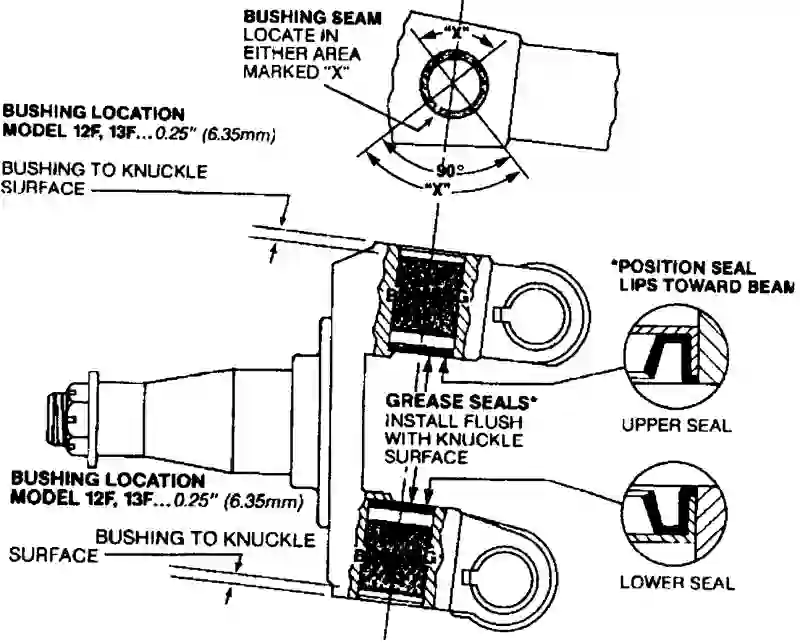 BUSHING SEAM
LOCATE IN
EITHER AREA
MARKED "X"
"X"
90°
"X"
BUSHING LOCATION
MODEL 12F, 13F...0.25" (6.35mm)
BUSHING TO KNUCKLE
SURFACE
*POSITION SEAL
LIPS TOWARD BEAM
UPPER SEAL
GREASE SEALS*
INSTALL FLUSH
WITH KNUCKLE
SURFACE
BUSHING LOCATION
MODEL 12F, 13F...0.25" (6.35mm)
BUSHING TO KNUCKLE
SURFACE
LOWER SEAL